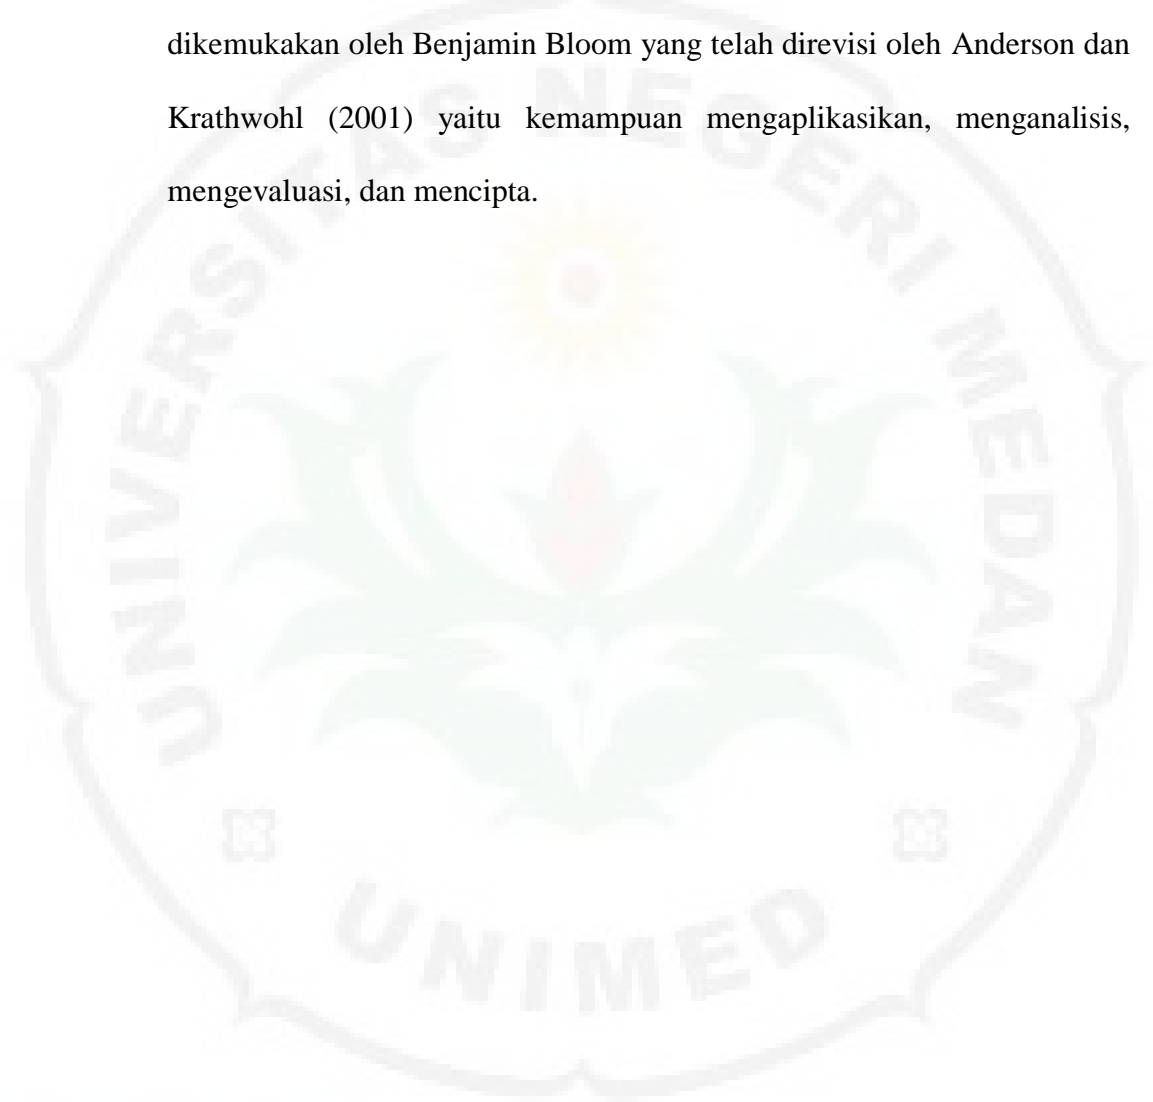 dikemukakan oleh Benjamin Bloom yang telah direvisi oleh Anderson dan
Krathwohl (2001) yaitu kemampuan mengaplikasikan, menganalisis,
mengevaluasi, dan mencipta.
UNIVERSITAS NEGERI MEDAN
UNIMED